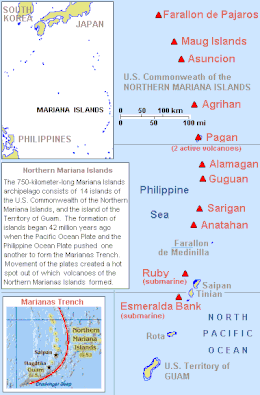 SOUTH
KOREA
JAPAN
MARIANA ISLANDS
PHILIPPINES
Farallon de Pajaros
Maug Islands
Asuncion
U.S. Commonweath of the
NORTHERN MARIANA ISLANDS
Agrihan
0 50 100 km
0 50 100 mi
Pagan
(2 active volcanoes)
Alamagan
Guguan
Philippine
Sea
Sarigan
Anatahan
Farallon
de Medinilla
Ruby
(submarine)
Saipan
Tinian
Esmeralda Bank
(submarine)
NORTH
PACIFIC
OCEAN
Rota
U.S. Territory
of GUAM
Northern Mariana Islands
The 750-kilometer-long Mariana Islands
archipelago consists of 14 islands of
the U.S. Commonwealth of the Northern
Mariana Islands, and the island of the
Territory of Guam. The formation of
islands began 42 million years ago
when the Pacific Ocean Plate and the
Philippine Ocean Plate pushed one
another to form the Marianas Trench.
Movement of the plates created a hot
spot out of which volcanoes of the
Northern Marianas Islands formed.
Marianas Trench
Northern
Mariana
Islands
Saipan
Hagåtña
Guam
Challenger Deep